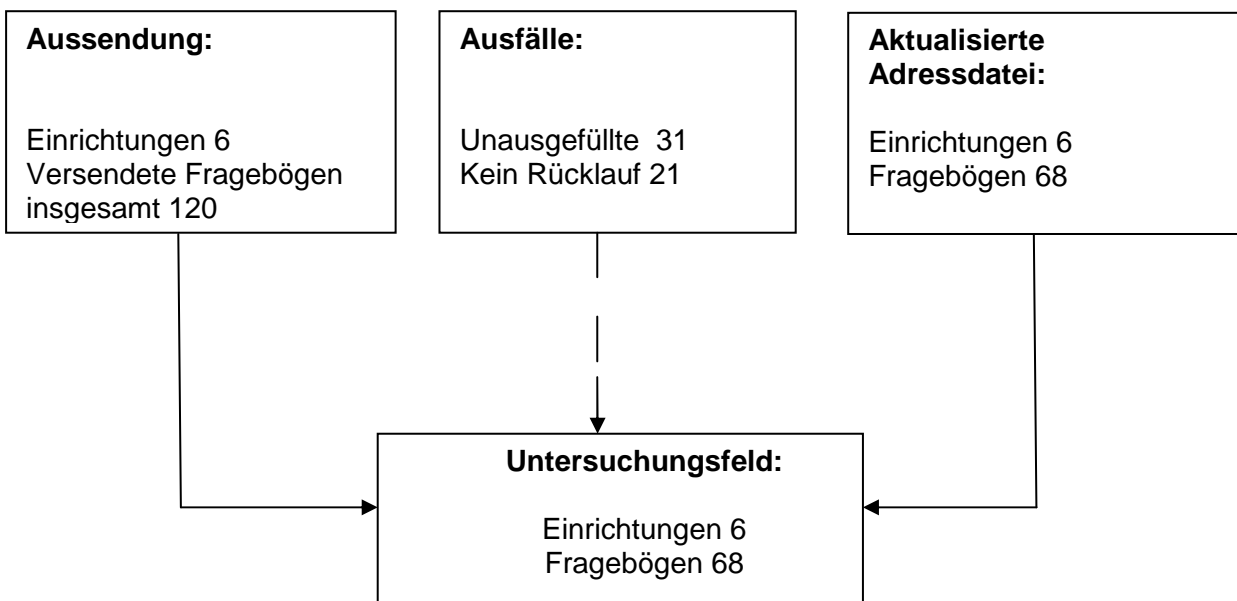 Aussendung:
Einrichtungen 6
Versendete Fragebögen
insgesamt 120
Ausfälle:
Unausgefüllte  31
Kein Rücklauf 21
Aktualisierte
Adressdatei:
Einrichtungen 6
Fragebögen 68
Untersuchungsfeld:
Einrichtungen 6
Fragebögen 68